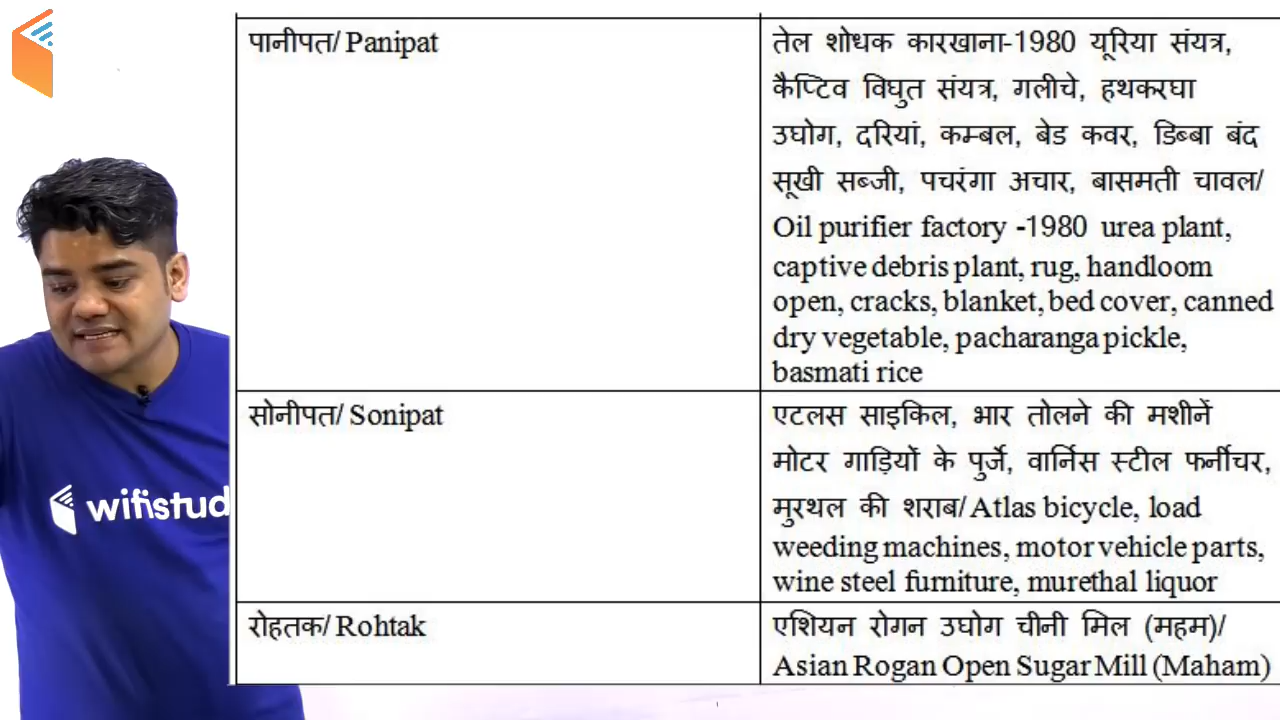 पानीपत/ Panipat
तेल शोधक कारखाना-1980 यूरिया संयत्र,
कैप्टिव विघुत संयत्र, गलीचे, हथकरघा
उघोग, दरियां, कम्बल, बेड कवर, डिब्बा बंद
सूखी सब्जी, पचरंगा अचार, बासमती चावल/
Oil purifier factory -1980 urea plant,
captive debris plant, rug, handloom
open, cracks, blanket, bed cover, canned
dry vegetable, pacharanga pickle,
basmati rice
सोनीपत/ Sonipat
एटलस साइकिल, भार तोलने की मशीनें
मोटर गाड़ियों के पुर्जे, वार्निस स्टील फर्नीचर,
मुरथल की शराब/ Atlas bicycle, load
weeding machines, motor vehicle parts,
wine steel furniture, murethal liquor
रोहतक/ Rohtak
एशियन रोगन उघोग चीनी मिल (महम)/
Asian Rogan Open Sugar Mill (Maham)
wifistud